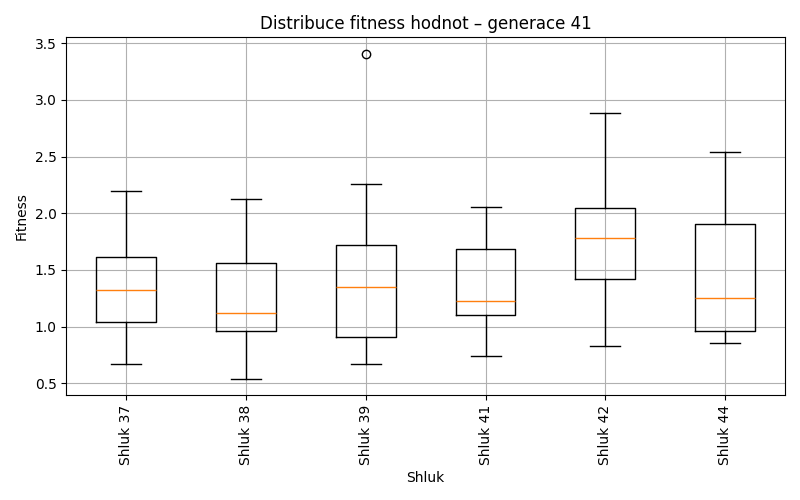 Distribuce fitness hodnot – generace 41
3.5
3.0
2.5
2.0
1.5
1.0
0.5
Fitness
Shluk 37
Shluk 38
Shluk 39
Shluk 41
Shluk 42
Shluk 44
Shluk